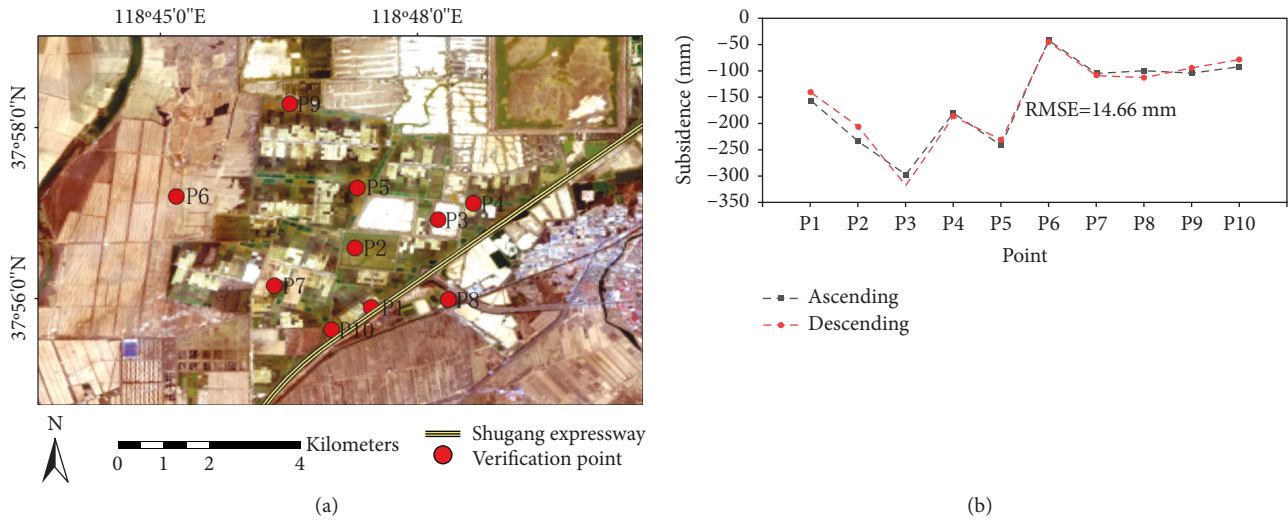 118°45'0"E
118°48'0"E
37°58'0"N
37°56'0"N
P9
P6
P5
P4
P3
P2
P7
P8
P1
P10
N
0 1 2 4
Kilometers
Shugang expressway
Verification point
(a)
Subsidence (mm)
0
−50
−100
−150
−200
−250
−300
−350
RMSE=14.66 mm
P1 P2 P3 P4 P5 P6 P7 P8 P9 P10
Point
Ascending
Descending
(b)